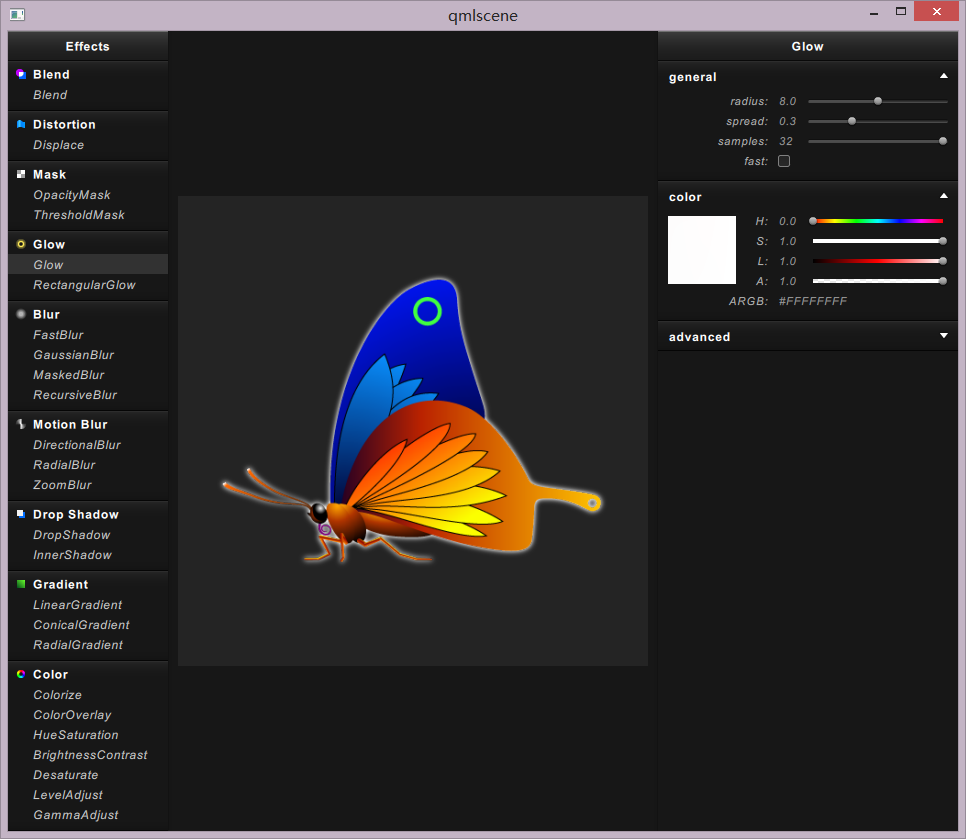 qmlscene
Effects
Blend
Blend
Distortion
Displace
Mask
OpacityMask
ThresholdMask
Glow
Glow
RectangularGlow
Blur
FastBlur
GaussianBlur
MaskedBlur
RecursiveBlur
Motion Blur
DirectionalBlur
RadialBlur
ZoomBlur
Drop Shadow
DropShadow
InnerShadow
Gradient
LinearGradient
ConicalGradient
RadialGradient
Color
Colorize
ColorOverlay
HueSaturation
BrightnessContrast
Desaturate
LevelAdjust
GammaAdjust
Glow
general
radius: 8.0
spread: 0.3
samples: 32
fast:
color
H: 0.0
S: 1.0
L: 1.0
A: 1.0
ARGB: #FFFFFFFF
advanced